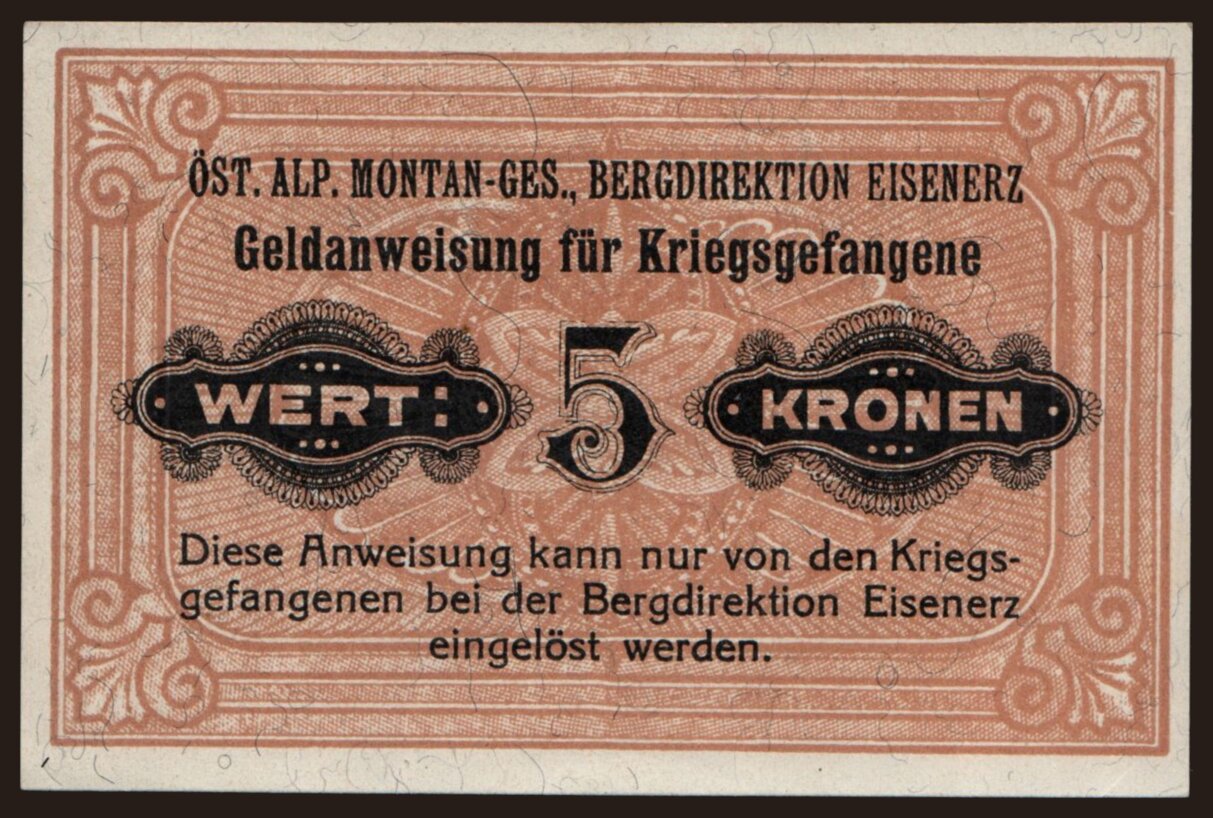 ÖST. ALP. MONTAN-GES., BERGDIREKTION EISENERZ
Geldanweisung für Kriegsgefangene
WERT: 5 KRONEN
Diese Anweisung kann nur von den Kriegs-
gefangenen bei der Bergdirektion Eisenerz
eingelöst werden.